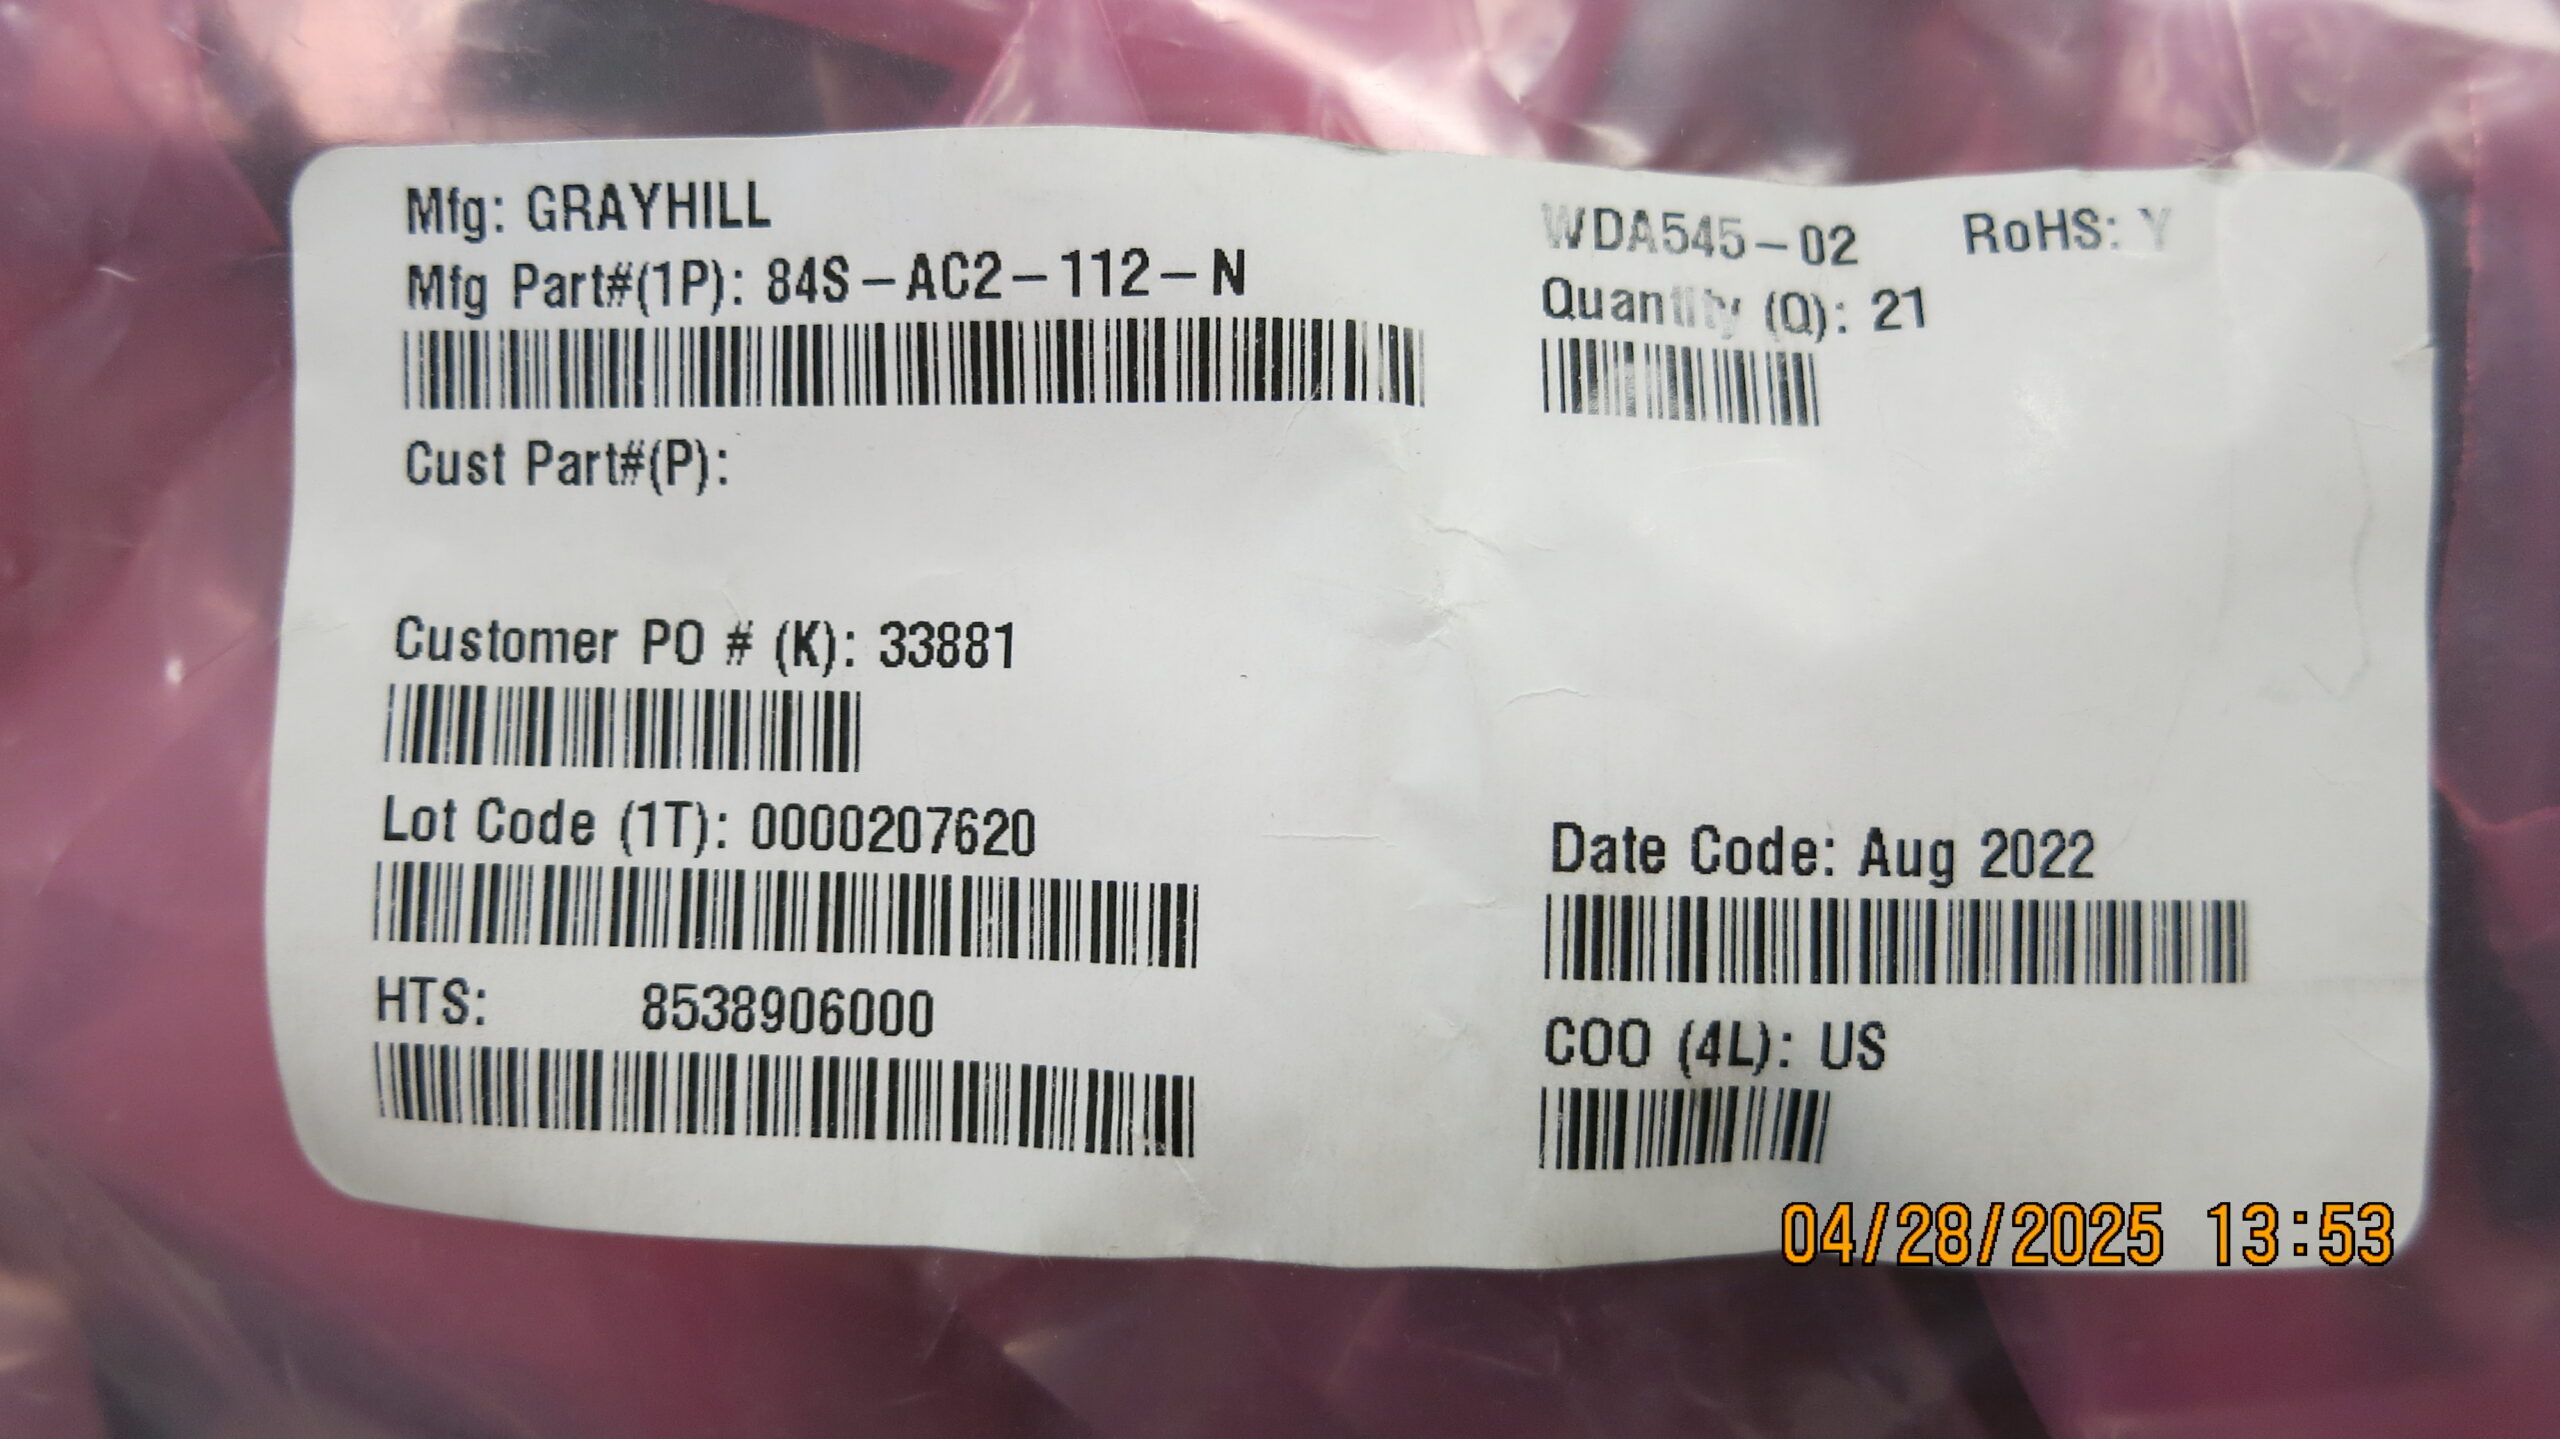 Mfg: GRAYHILL
WDA545-02 RoHS: Y
Mfg Part#(1P): 84S-AC2-112-N
Quantity (Q): 21
Cust Part#(P):
Customer PO # (K): 33881
Lot Code (1T): 0000207620
Date Code: Aug 2022
HTS: 8538906000
COO (4L): US
04/28/2025 13:53